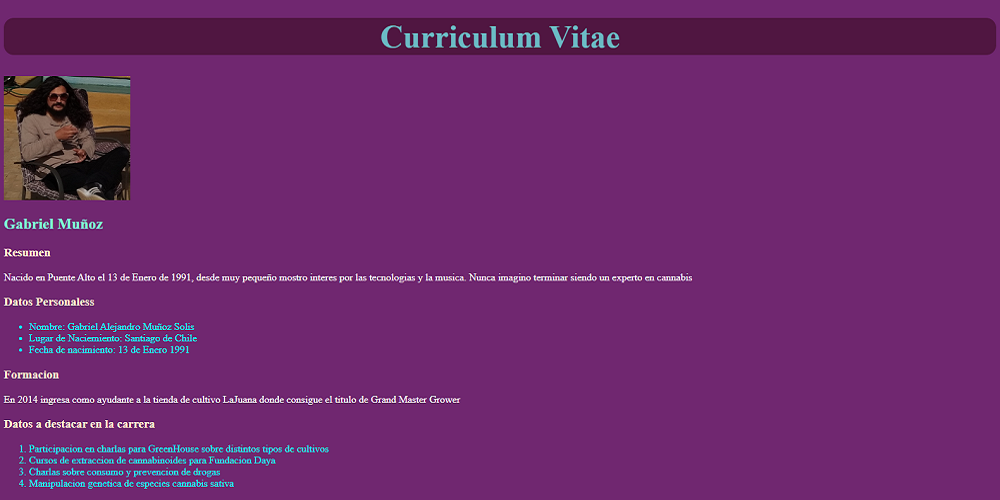 Curriculum Vitae
Gabriel Muñoz
Resumen
Nacido en Puente Alto el 13 de Enero de 1991, desde muy pequeño mostro interes por las tecnologias y la musica. Nunca imagino terminar siendo un experto en cannabis
Datos Personaless
• Nombre: Gabriel Alejandro Muñoz Solis
• Lugar de Naciemiento: Santiago de Chile
• Fecha de nacimiento: 13 de Enero 1991
Formacion
En 2014 ingresa como ayudante a la tienda de cultivo LaJuana donde consigue el titulo de Grand Master Grower
Datos a destacar en la carrera
1. Participacion en charlas para GreenHouse sobre distintos tipos de cultivos
2. Cursos de extraccion de cannabinoides para Fundacion Daya
3. Charlas sobre consumo y prevencion de drogas
4. Manipulacion genetica de especies cannabis sativa